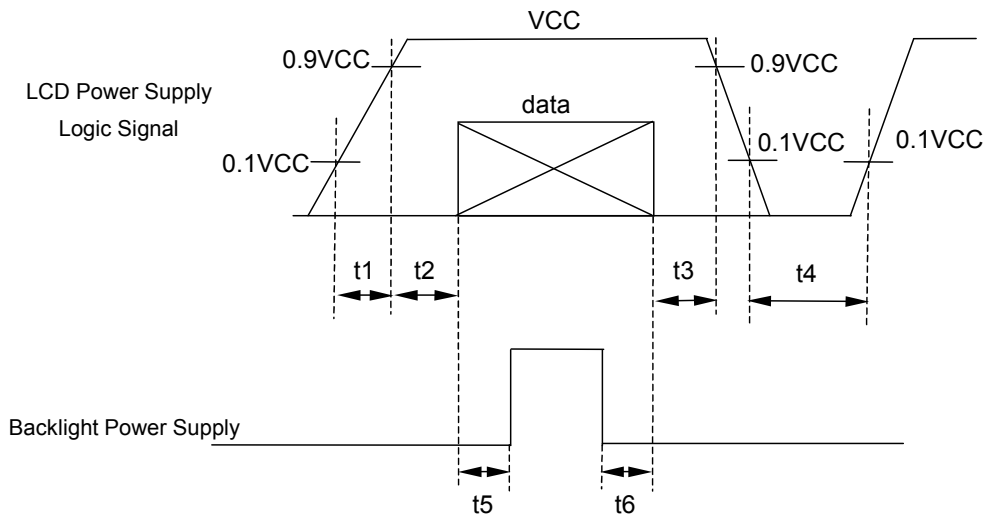 VCC
0.9VCC
0.9VCC
LCD Power Supply
Logic Signal
data
0.1VCC
0.1VCC
0.1VCC
t1
t2
t3
t4
Backlight Power Supply
t5
t6